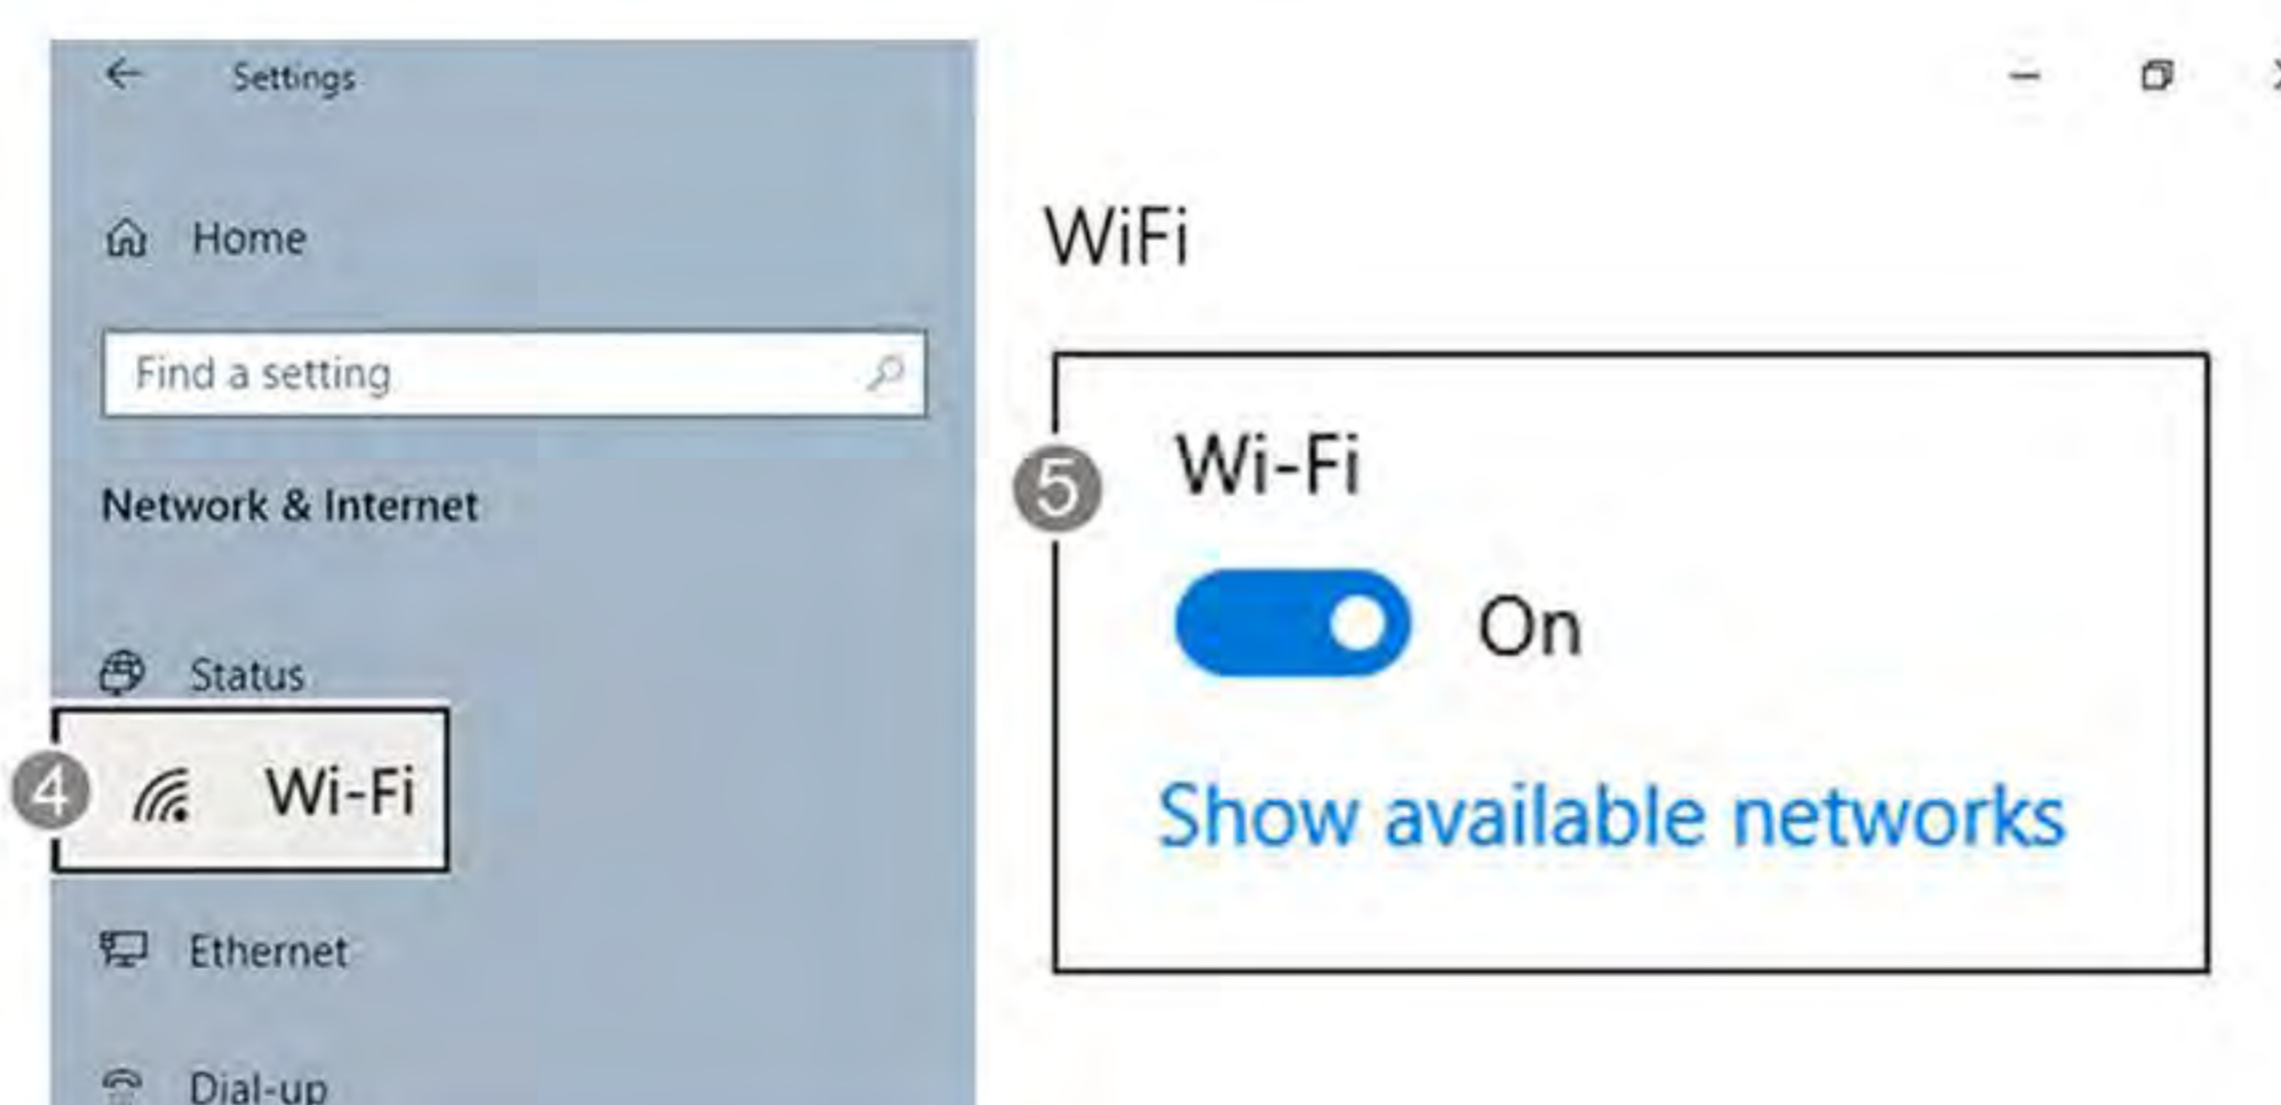 Settings
Home
Find a setting
Network & Internet
Status
4
Wi-Fi
Ethernet
Dial-up
WiFi
5
Wi-Fi
On
Show available networks